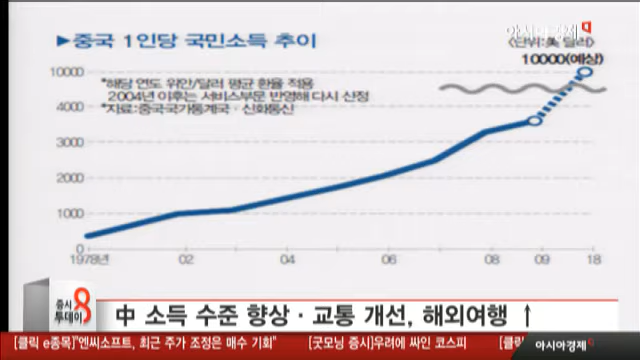 아시아경제
▶중국 1인당 국민소득 추이
(단위:美 달러)
10000(예상)
10000
*해당 연도 위안/달러 평균 환율 적용
2004년 이후는 서비스부문 반영해 다시 산정
*자료:중국국가통계국·신화통신
4000
3000
2000
1000
0
1978년 02 04 06 08 09 18
증시
투데이 8
中 소득 수준 향상·교통 개선, 해외여행 ↑
[클릭 e종목]"엔씨소프트, 최근 주가 조정은 매수 기회" [굿모닝 증시]우려에 싸인 코스피 [클릭
아시아경제